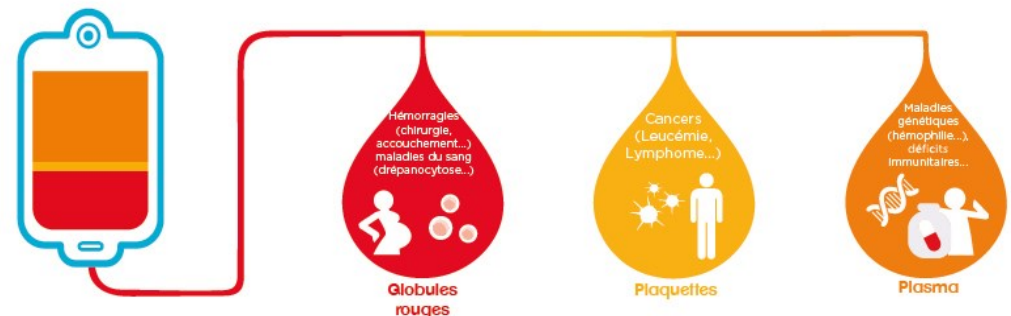 Hémorragies
(chirurgie,
accouchement...)
maladies du sang
(drépanocytose...)
Globules
rouges
Cancers
(Leucémie,
Lymphome...)
Plaquettes
Maladies
génétiques
(hémophilie...),
déficits
immunitaires...
Plasma